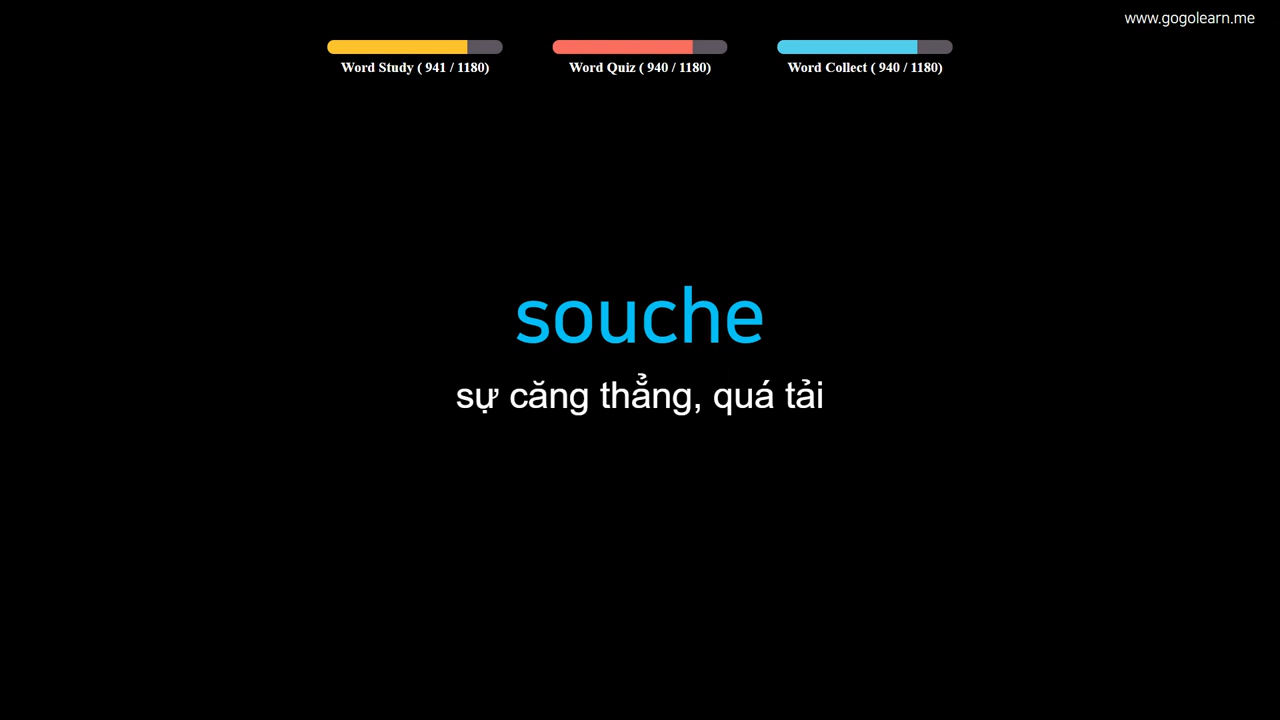 www.gogolearn.me
Word Study ( 941 / 1180)
Word Quiz ( 940 / 1180)
Word Collect ( 940 / 1180)
souche
sự căng thẳng, quá tải